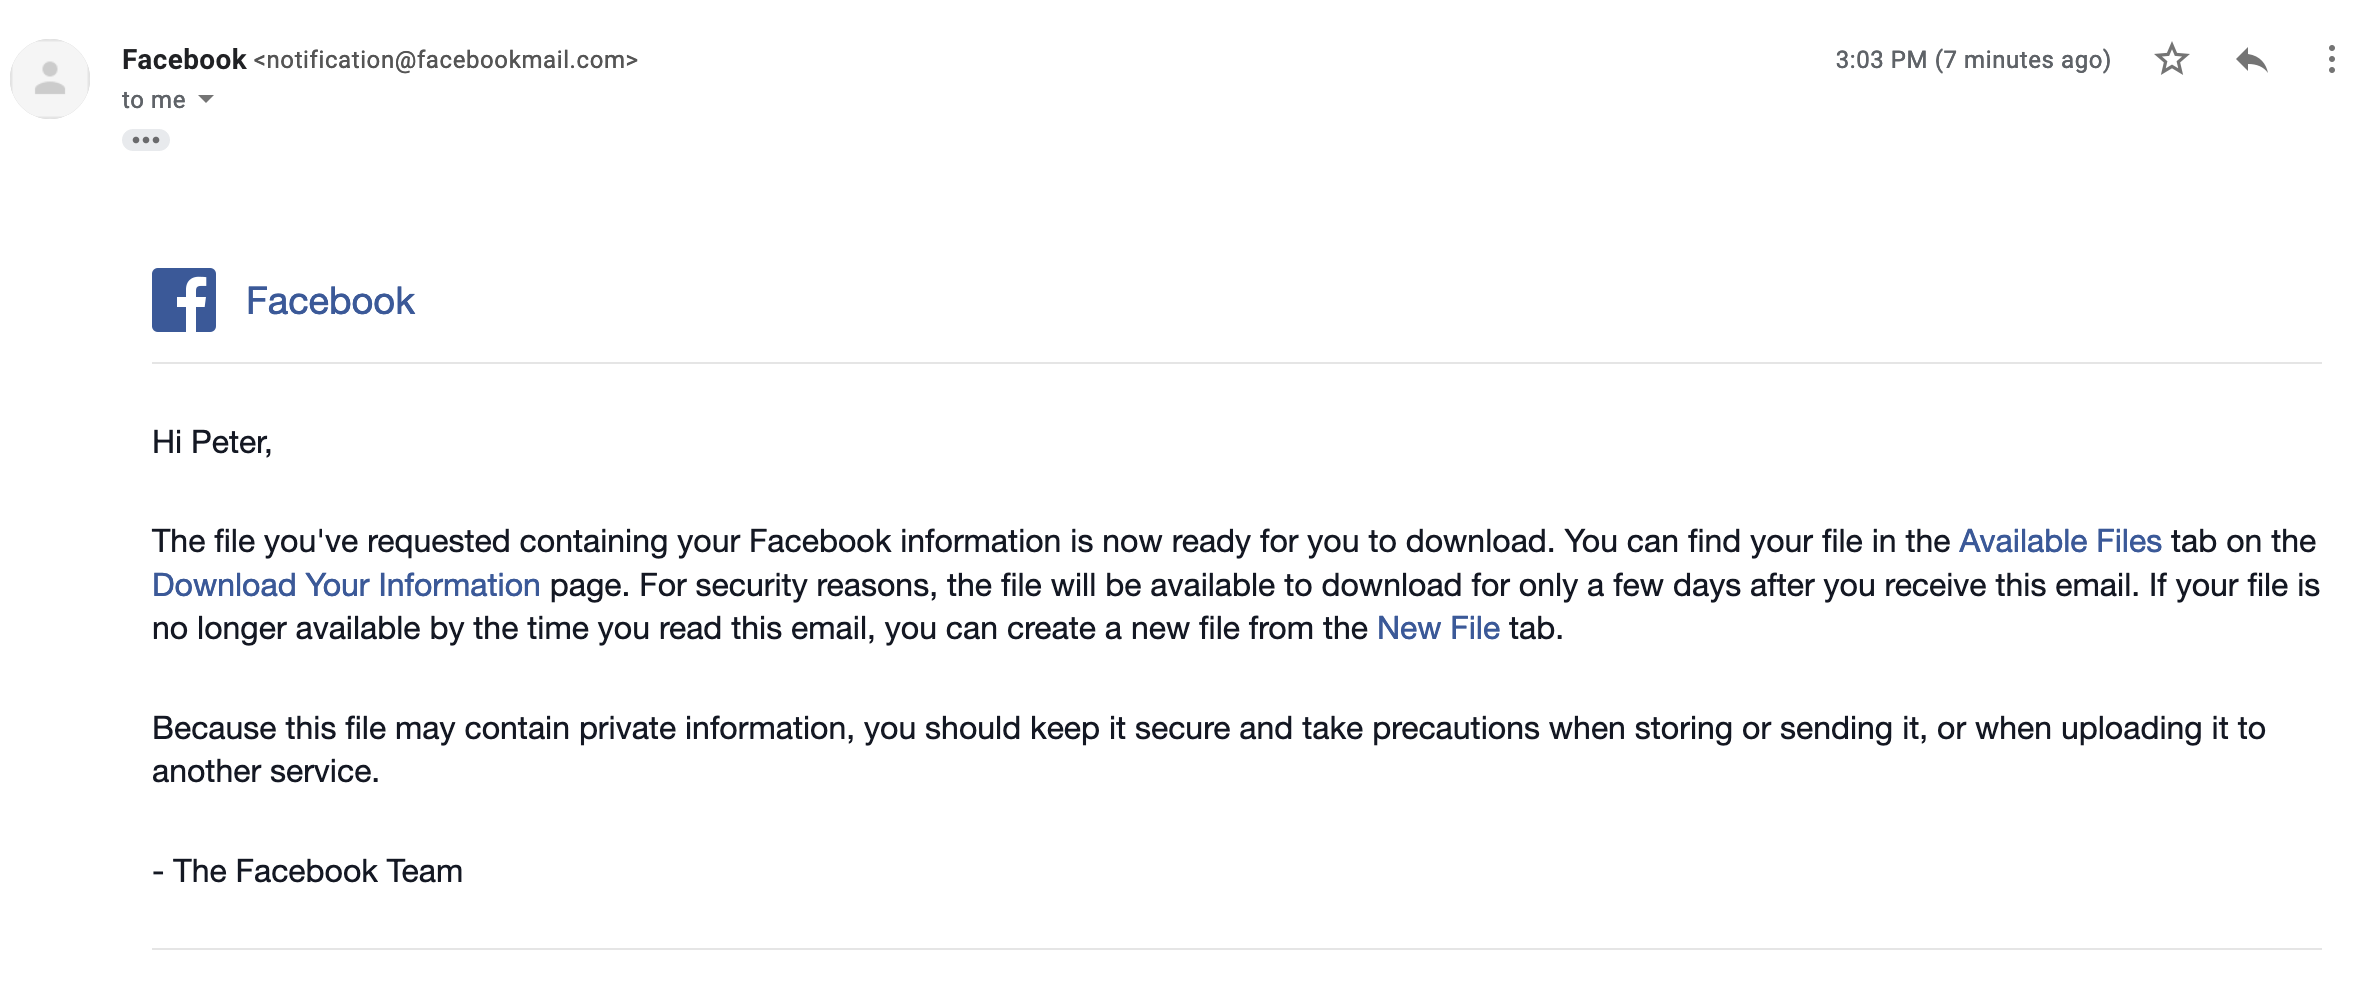 Facebook <notification@facebookmail.com> 3:03 PM (7 minutes ago)
to me
Facebook
Hi Peter,
The file you've requested containing your Facebook information is now ready for you to download. You can find your file in the Available Files tab on the
Download Your Information page. For security reasons, the file will be available to download for only a few days after you receive this email. If your file is
no longer available by the time you read this email, you can create a new file from the New File tab.
Because this file may contain private information, you should keep it secure and take precautions when storing or sending it, or when uploading it to
another service.
- The Facebook Team